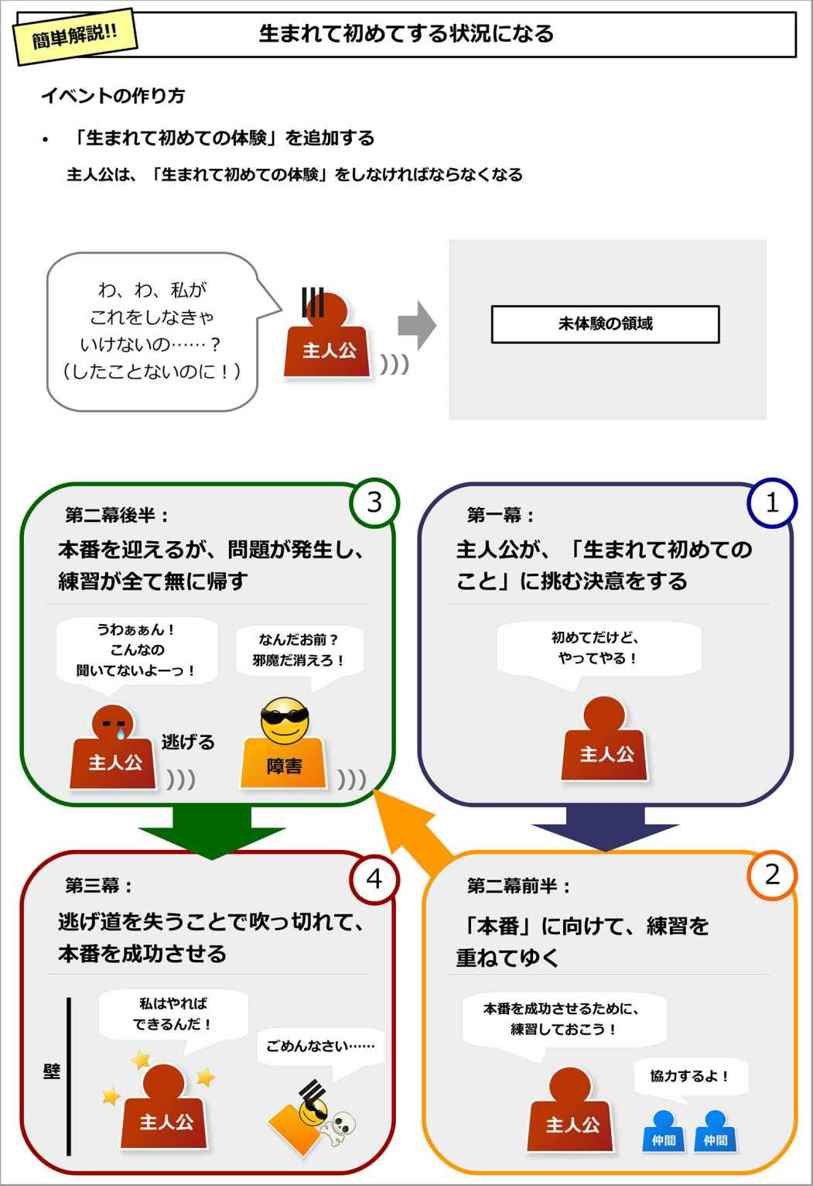 簡単解説!!
生まれて初めてする状況になる
イベントの作り方
・ 「生まれて初めての体験」を追加する
主人公は、「生まれて初めての体験」をしなければならなくなる
わ、わ、私が
これをしなきゃ
いけないの……？
（したことないのに！）
主人公
)))
未体験の領域
1
第一幕：
主人公が、「生まれて初めての
こと」に挑む決意をする
初めてだけど、
やってやる！
主人公
2
第二幕前半：
「本番」に向けて、練習を
重ねてゆく
本番を成功させるために、
練習しておこう！
主人公
協力するよ！
仲間
仲間
3
第二幕後半：
本番を迎えるが、問題が発生し、
練習が全て無に帰す
うわぁぁん！
こんなの
聞いてないよーっ！
なんだお前？
邪魔だ消えろ！
主人公
)))
逃げる
障害
)))
4
第三幕：
逃げ道を失うことで吹っ切れて、
本番を成功させる
私はやれば
できるんだ！
ごめんなさい……
壁
主人公